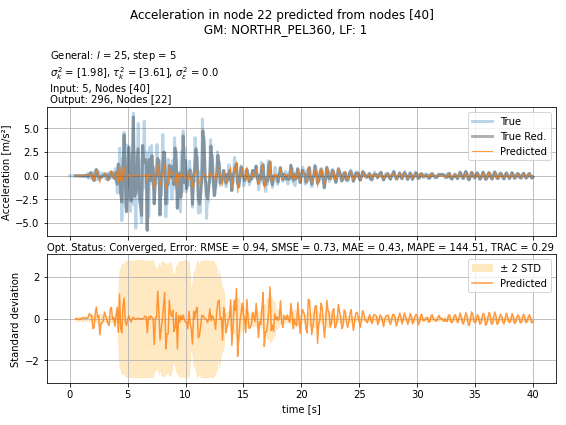 Acceleration in node 22 predicted from nodes [40]
GM: NORTHR_PEL360, LF: 1
General: l = 25, step = 5
σ²ₖ = [1.98], τ²ₖ = [3.61], σ²ε = 0.0
Input: 5, Nodes [40]
Output: 296, Nodes [22]
True
True Red.
Predicted
Acceleration [m/s²]
5.0
2.5
0.0
−2.5
−5.0
Opt. Status: Converged, Error: RMSE = 0.94, SMSE = 0.73, MAE = 0.43, MAPE = 144.51, TRAC = 0.29
± 2 STD
Predicted
Standard deviation
2
0
−2
0 5 10 15 20 25 30 35 40
time [s]